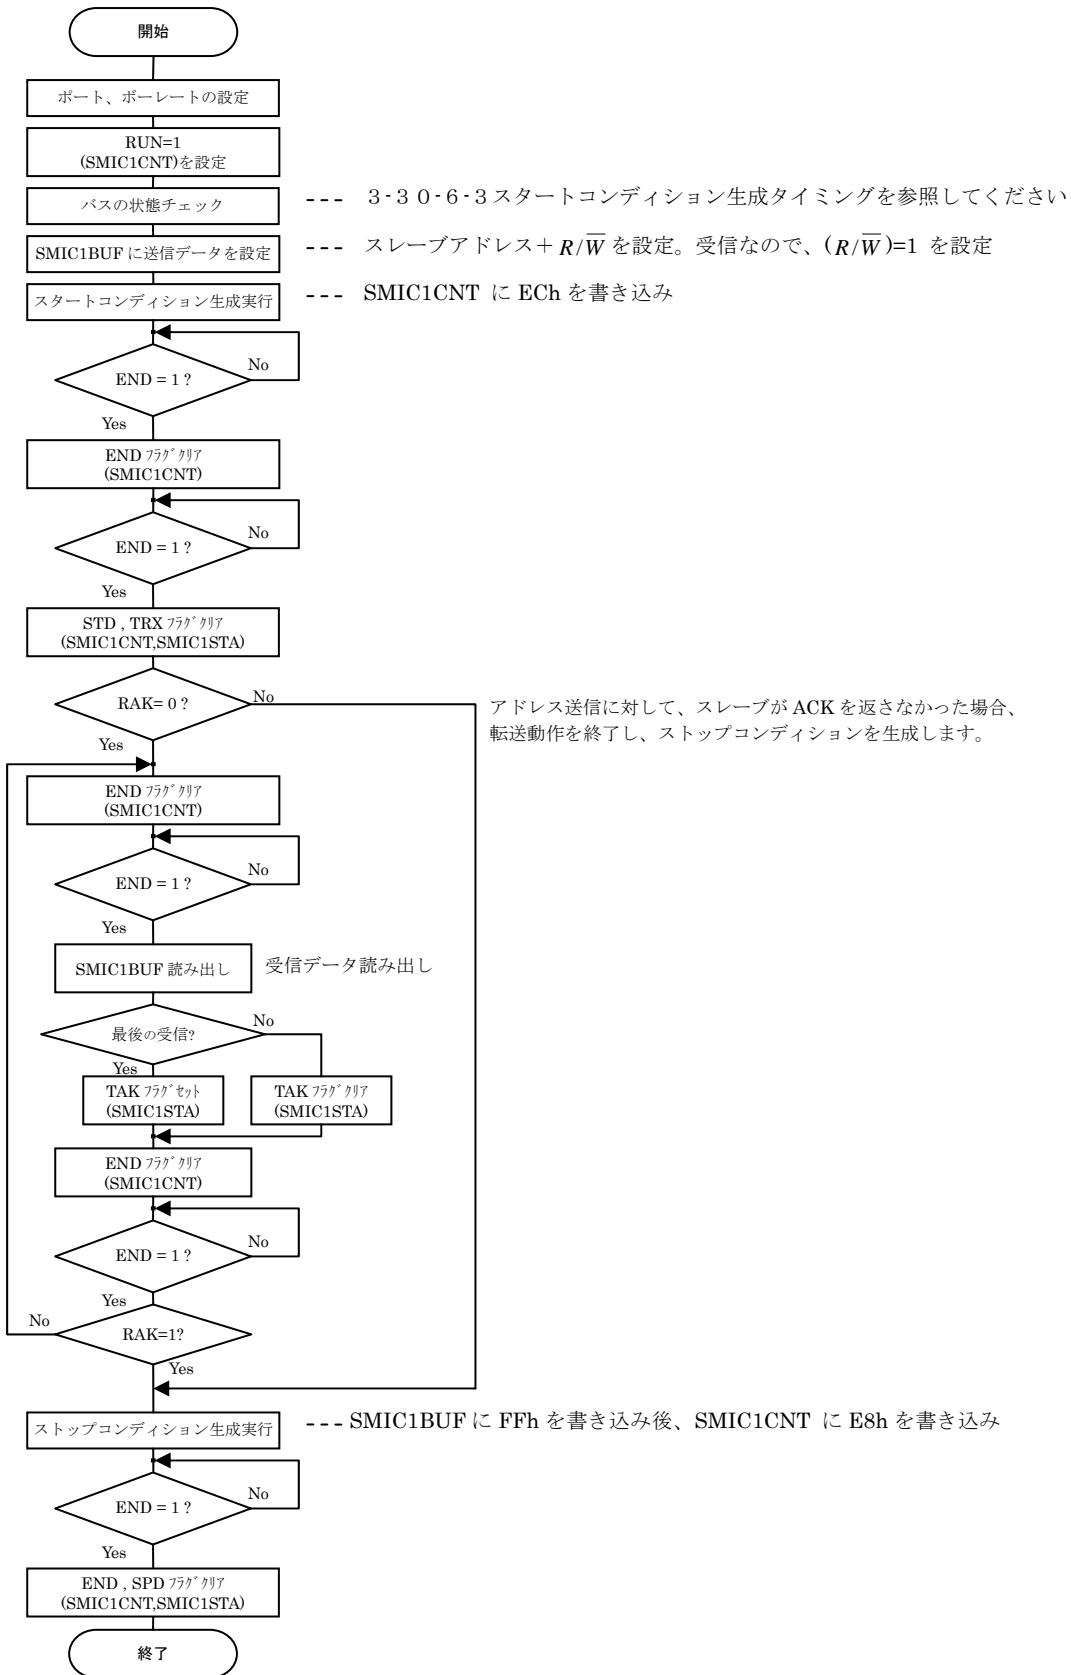 開始
ポート、ボーレートの設定
RUN=1
(SMIC1CNT)を設定
バスの状態チェック
--- 3-30-6-3スタートコンディション生成タイミングを参照してください
SMIC1BUFに送信データを設定
--- スレーブアドレス＋R/W̅を設定。受信なので、(R/W̅)=1 を設定
スタートコンディション生成実行
--- SMIC1CNT に ECh を書き込み
No
END = 1 ?
Yes
END ﾌﾗｸﾞｸﾘｱ
(SMIC1CNT)
No
END = 1 ?
Yes
STD , TRX ﾌﾗｸﾞｸﾘｱ
(SMIC1CNT,SMIC1STA)
RAK= 0 ?
No
アドレス送信に対して、スレーブが ACK を返さなかった場合、
転送動作を終了し、ストップコンディションを生成します。
Yes
END ﾌﾗｸﾞｸﾘｱ
(SMIC1CNT)
No
END = 1 ?
Yes
SMIC1BUF 読み出し
受信データ読み出し
No
最後の受信?
Yes
TAK ﾌﾗｸﾞｾｯﾄ
(SMIC1STA)
TAK ﾌﾗｸﾞｸﾘｱ
(SMIC1STA)
END ﾌﾗｸﾞｸﾘｱ
(SMIC1CNT)
No
END = 1 ?
Yes
No
RAK=1?
Yes
ストップコンディション生成実行
--- SMIC1BUF に FFh を書き込み後、SMIC1CNT に E8h を書き込み
No
END = 1 ?
Yes
END , SPD ﾌﾗｸﾞｸﾘｱ
(SMIC1CNT,SMIC1STA)
終了